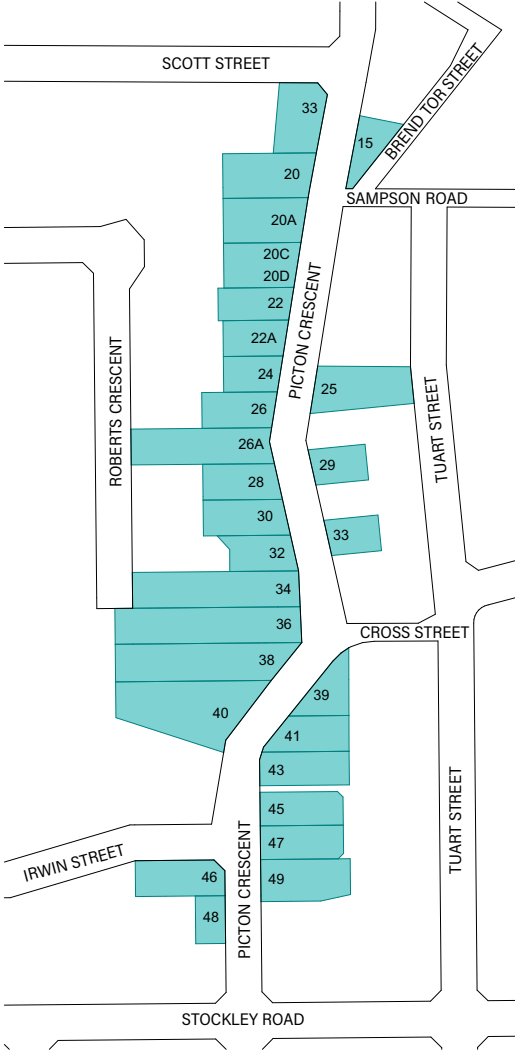 SCOTT STREET
BREND TOR STREET
33
15
20
SAMPSON ROAD
20A
20C
20D
PICTON CRESCENT
22
22A
24
25
ROBERTS CRESCENT
TUART STREET
26
26A
29
28
30
33
32
34
36
CROSS STREET
38
39
40
41
43
45
TUART STREET
PICTON CRESCENT
47
IRWIN STREET
46
49
48
STOCKLEY ROAD